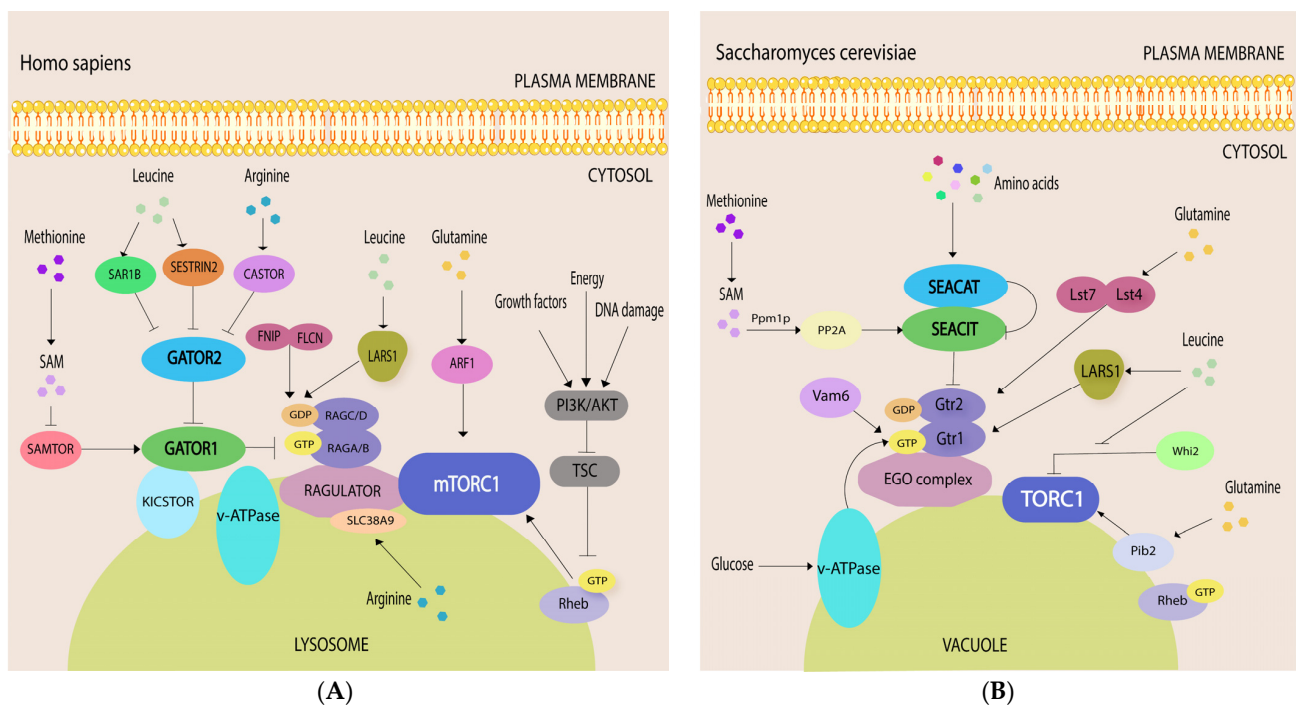 Homo sapiens
PLASMA MEMBRANE
CYTOSOL
Leucine
Arginine
Methionine
Leucine
Glutamine
SAR1B
SESTRIN2
CASTOR
Energy
Growth factors
DNA damage
FNIP
FLCN
SAM
GATOR2
LARS1
ARF1
PI3K/AKT
GDP
RAGC/D
GTP
RAGA/B
SAMTOR
GATOR1
TSC
KICSTOR
v-ATPase
RAGULATOR
mTORC1
SLC38A9
GTP
Rheb
Arginine
LYSOSOME
(A)
Saccharomyces cerevisiae
PLASMA MEMBRANE
CYTOSOL
Amino acids
Methionine
Glutamine
SEACAT
Lst7
Lst4
SAM
Ppm1p
PP2A
SEACIT
Leucine
LARS1
Vam6
GDP
Gtr2
GTP
Gtr1
Whi2
EGO complex
TORC1
Glutamine
Pib2
Glucose
v-ATPase
Rheb
GTP
VACUOLE
(B)